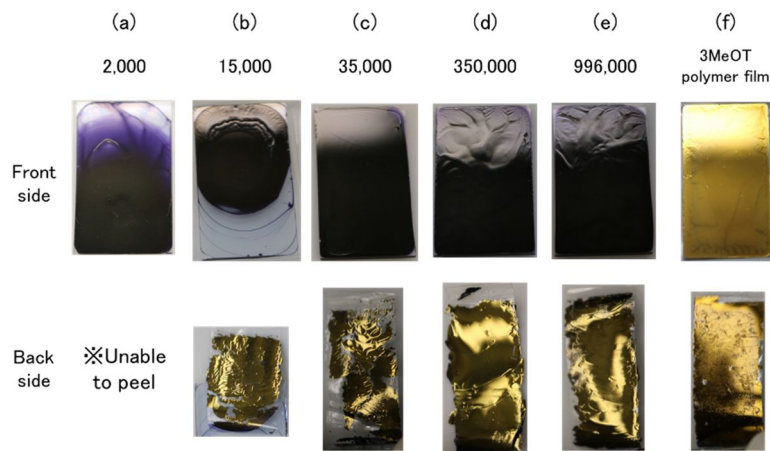 (a) (b) (c) (d) (e) (f)
2,000 15,000 35,000 350,000 996,000 3MeOT
polymer film
Front
side
Back
side
※Unable
to peel